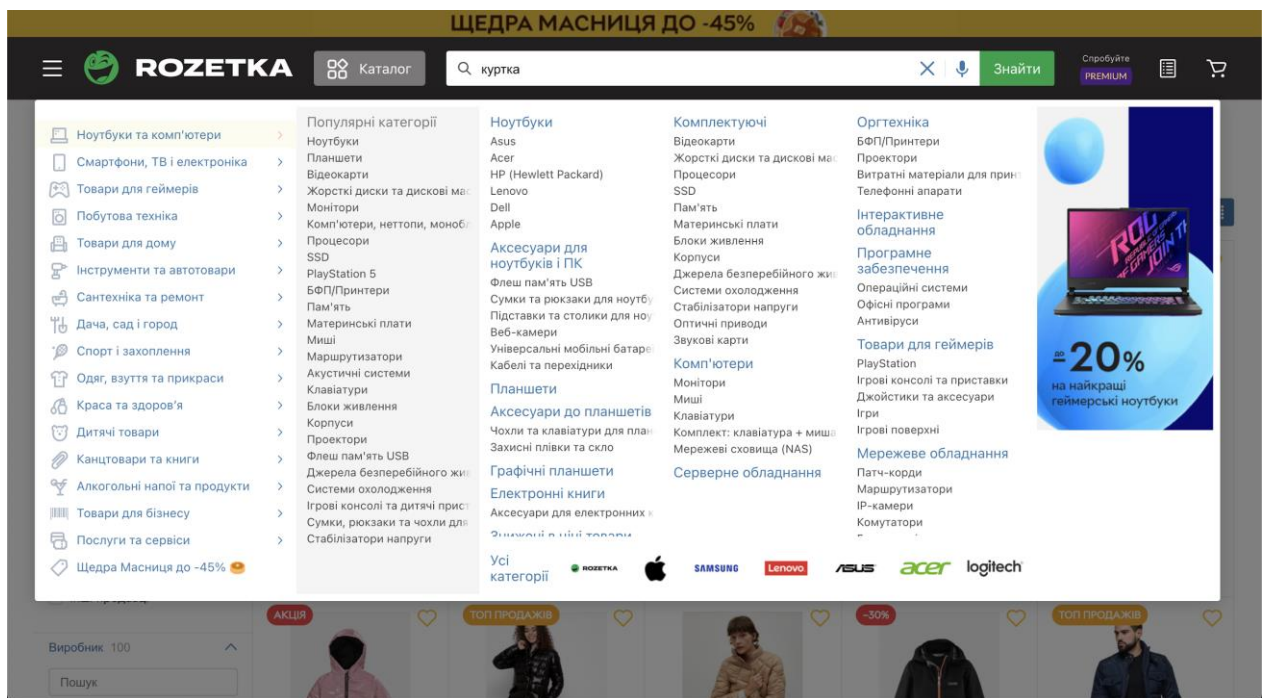 ЩЕДРА МАСНИЦЯ ДО -45%
ROZETKA
Каталог
куртка
Знайти
Спробуйте
PREMIUM
Ноутбуки та комп'ютери
Смартфони, ТВ і електроніка
Товари для геймерів
Побутова техніка
Товари для дому
Інструменти та автотовари
Сантехніка та ремонт
Дача, сад і город
Спорт і захоплення
Одяг, взуття та прикраси
Краса та здоров'я
Дитячі товари
Канцтовари та книги
Алкогольні напої та продукти
Товари для бізнесу
Послуги та сервіси
Щедра Масниця до -45%
Популярні категорії
Ноутбуки
Планшети
Відеокарти
Жорсткі диски та дискові мас
Монітори
Комп'ютери, неттопи, монобл
Процесори
SSD
PlayStation 5
БФП/Принтери
Пам'ять
Материнські плати
Миші
Маршрутизатори
Акустичні системи
Клавіатури
Блоки живлення
Корпуси
Проектори
Флеш пам'ять USB
Джерела безперебійного жив
Системи охолодження
Ігрові консолі та дитячі прист
Сумки, рюкзаки та чохли для
Стабілізатори напруги
Ноутбуки
Asus
Acer
HP (Hewlett Packard)
Lenovo
Dell
Apple
Аксесуари для
ноутбуків і ПК
Флеш пам'ять USB
Сумки та рюкзаки для ноутбу
Підставки та столики для ноу
Веб-камери
Універсальні мобільні батаре
Кабелі та перехідники
Планшети
Аксесуари до планшетів
Чохли та клавіатури для план
Захисні плівки та скло
Графічні планшети
Електронні книги
Аксесуари для електронних к
Знижені в ціні товари
Комплектуючі
Відеокарти
Жорсткі диски та дискові мас
Процесори
SSD
Пам'ять
Материнські плати
Блоки живлення
Корпуси
Джерела безперебійного жив
Системи охолодження
Стабілізатори напруги
Оптичні приводи
Звукові карти
Комп'ютери
Монітори
Миші
Клавіатури
Комплект: клавіатура + миша
Мережеві сховища (NAS)
Серверне обладнання
Оргтехніка
БФП/Принтери
Проектори
Витратні матеріали для принт
Телефонні апарати
Інтерактивне
обладнання
Програмне
забезпечення
Операційні системи
Офісні програми
Антивіруси
Товари для геймерів
PlayStation
Ігрові консолі та приставки
Джойстики та аксесуари
Ігри
Ігрові поверхні
Мережеве обладнання
Патч-корди
Маршрутизатори
IP-камери
Комутатори
до
-20%
на найкращі
геймерські ноутбуки
Усі
категорії
ROZETKA
SAMSUNG
Lenovo
ASUS
acer
logitech
АКЦІЯ
ТОП ПРОДАЖІВ
-30%
ТОП ПРОДАЖІВ
Виробник 100
Пошук